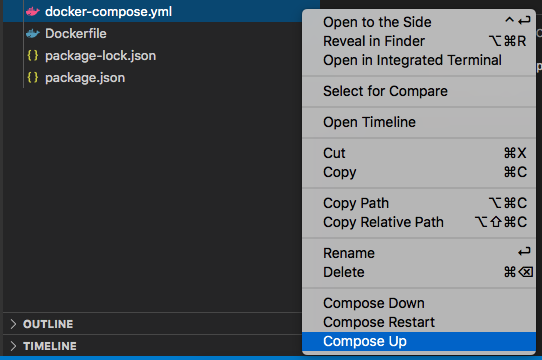 docker-compose.yml
Dockerfile
{ } package-lock.json
{ } package.json
> OUTLINE
> TIMELINE
Open to the Side ⌃⏎
Reveal in Finder ⌥⌘R
Open in Integrated Terminal
Select for Compare
Open Timeline
Cut ⌘X
Copy ⌘C
Copy Path ⌥⌘C
Copy Relative Path ⌥⇧⌘C
Rename ⏎
Delete ⌘⌫
Compose Down
Compose Restart
Compose Up